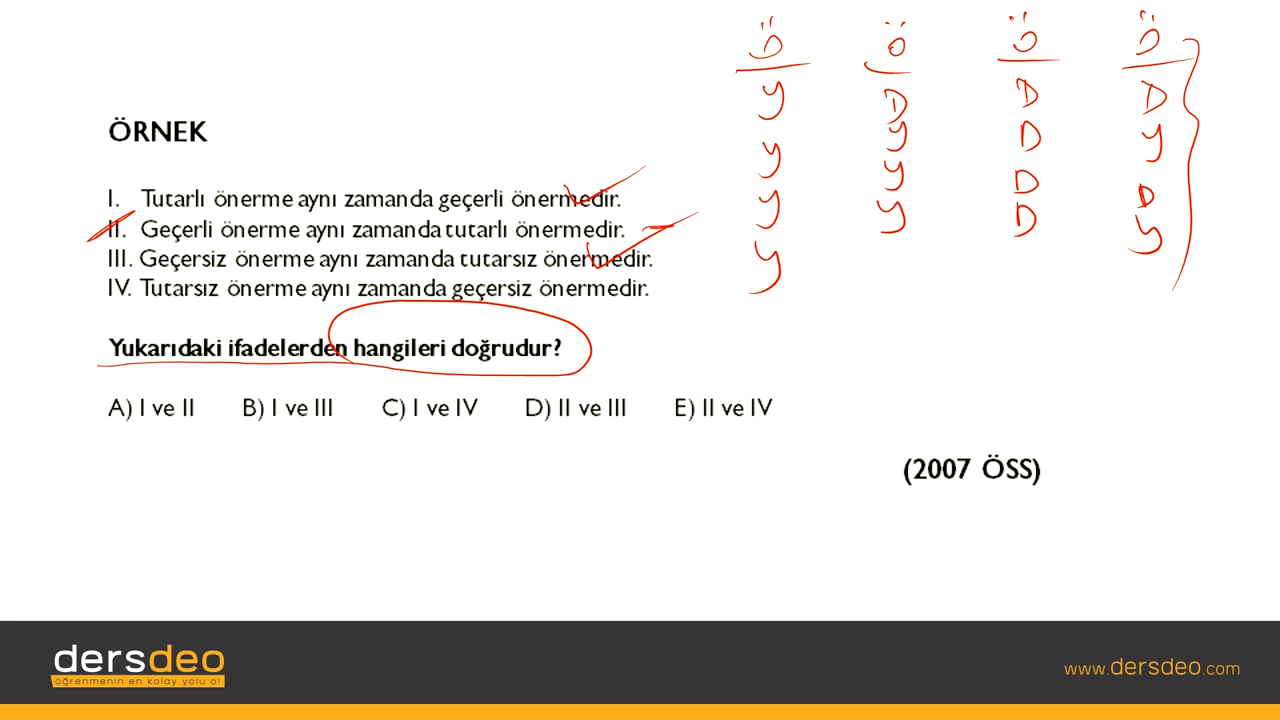 Ö Ö Ö Ö
Y D D D
Y Y D Y
Y Y D D
Y Y D Y
ÖRNEK
I. Tutarlı önerme aynı zamanda geçerli önermedir.
II. Geçerli önerme aynı zamanda tutarlı önermedir.
III. Geçersiz önerme aynı zamanda tutarsız önermedir.
IV. Tutarsız önerme aynı zamanda geçersiz önermedir.
Yukarıdaki ifadelerden hangileri doğrudur?
A) I ve II B) I ve III C) I ve IV D) II ve III E) II ve IV
(2007 ÖSS)
dersdeo
öğrenmenin en kolay yolu o!
www.dersdeo.com